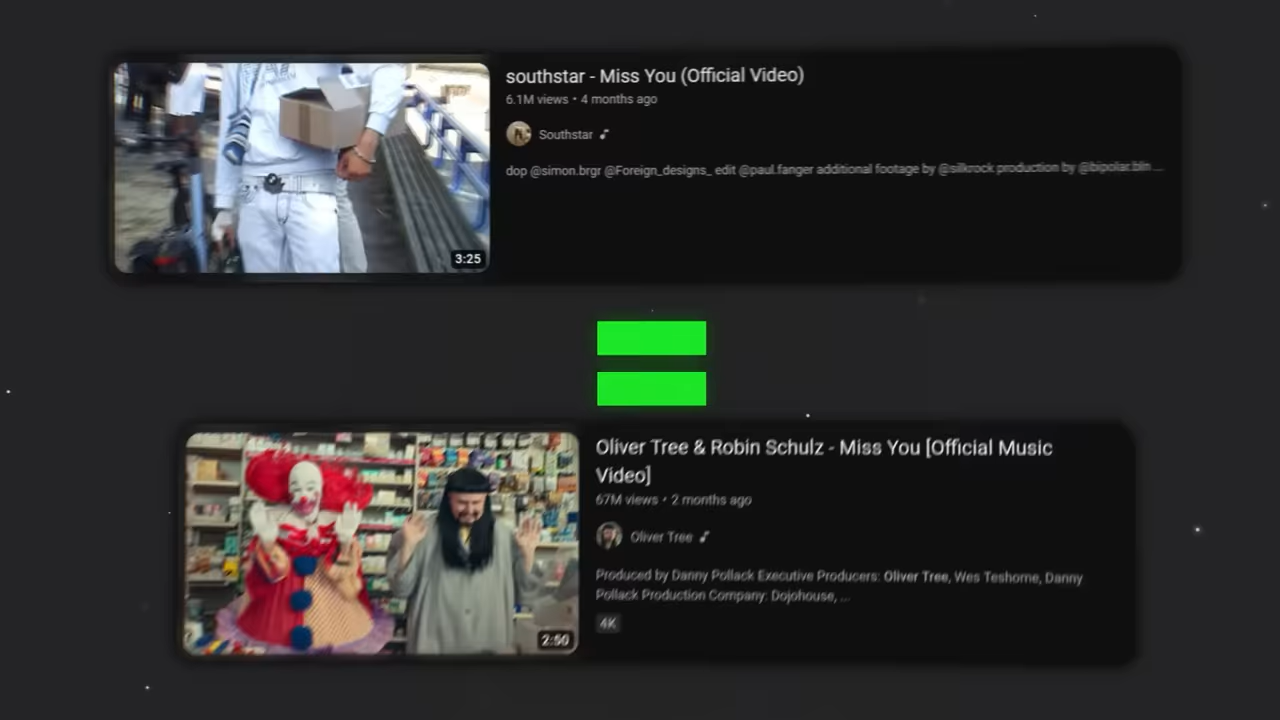 southstar - Miss You (Official Video)
6.1M views • 4 months ago
Southstar
dop @simon.brgr @Foreign_designs_ edit @paul.fanger additional footage by @silkrock production by @bipolar.bln ...
3:25
Oliver Tree & Robin Schulz - Miss You [Official Music
Video]
67M views • 2 months ago
Oliver Tree
Produced by Danny Pollack Executive Producers: Oliver Tree, Wes Teshome, Danny
Pollack Production Company: Dojohouse, ...
4K
2:50